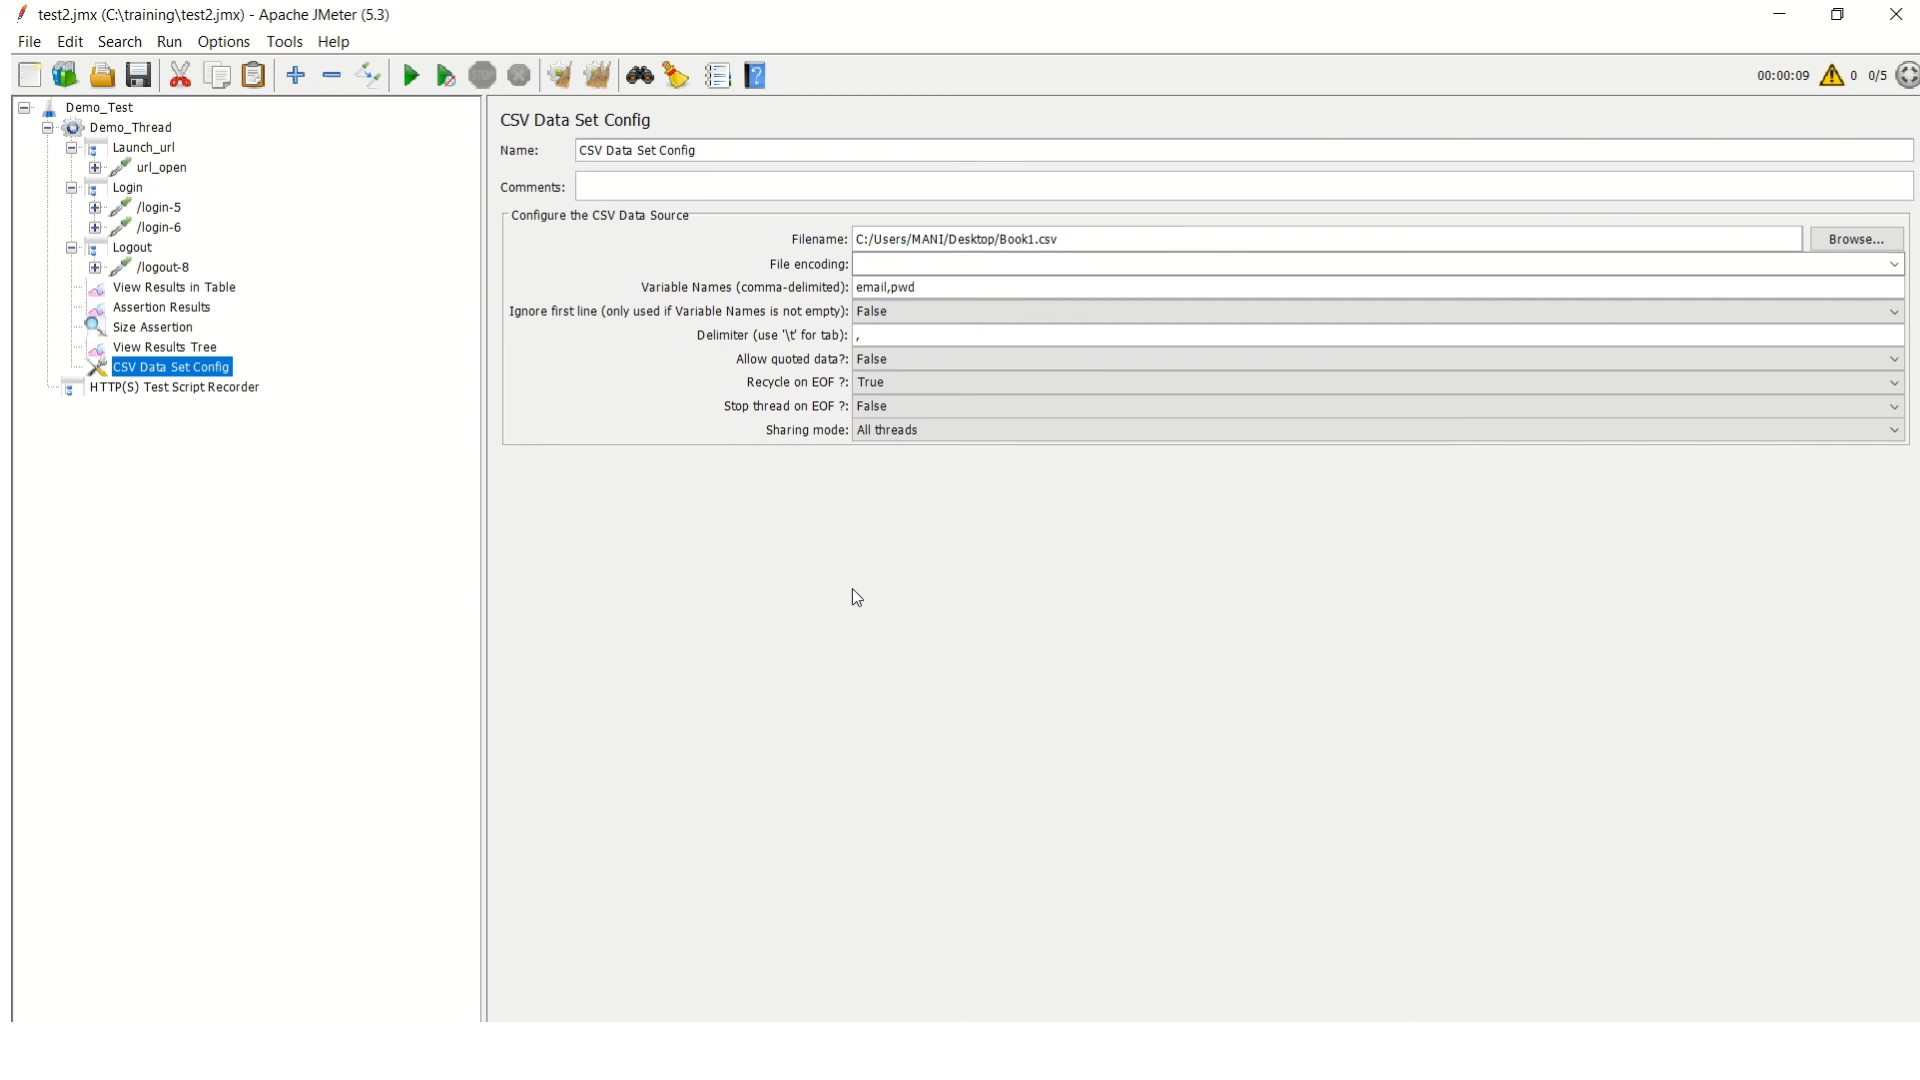 test2.jmx (C:\training\test2.jmx) - Apache JMeter (5.3)
File Edit Search Run Options Tools Help
STOP
00:00:09 0 0/5
Demo_Test
Demo_Thread
Launch_url
url_open
Login
/login-5
/login-6
Logout
/logout-8
View Results in Table
Assertion Results
Size Assertion
View Results Tree
CSV Data Set Config
HTTP(S) Test Script Recorder
CSV Data Set Config
Name: CSV Data Set Config
Comments:
Configure the CSV Data Source
Filename: C:/Users/MANI/Desktop/Book1.csv Browse...
File encoding:
Variable Names (comma-delimited): email,pwd
Ignore first line (only used if Variable Names is not empty): False
Delimiter (use '\t' for tab): ,
Allow quoted data?: False
Recycle on EOF ?: True
Stop thread on EOF ?: False
Sharing mode: All threads